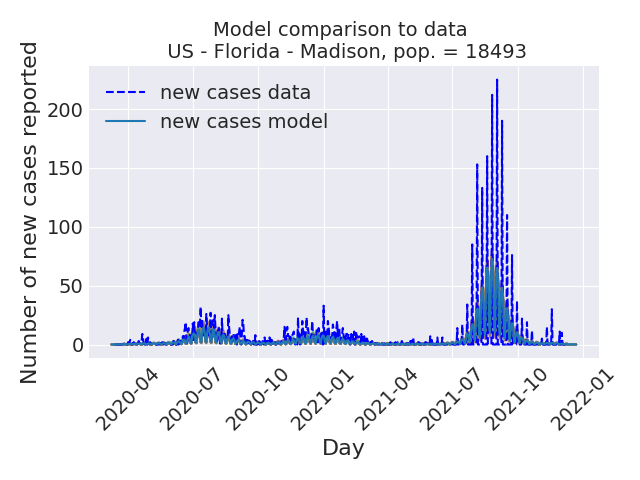 Model comparison to data
US - Florida - Madison, pop. = 18493
Number of new cases reported
new cases data
new cases model
200
150
100
50
0
2020-04
2020-07
2020-10
2021-01
2021-04
2021-07
2021-10
2022-01
Day